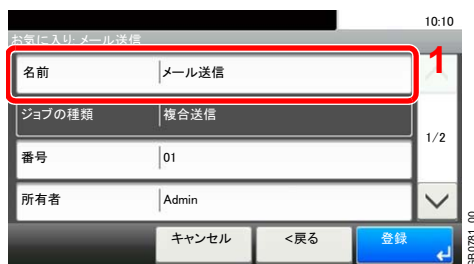 10:10
お気に入り: メール送信
名前 メール送信
1
ジョブの種類 複合送信
1/2
番号 01
所有者 Admin
キャンセル <戻る 登録